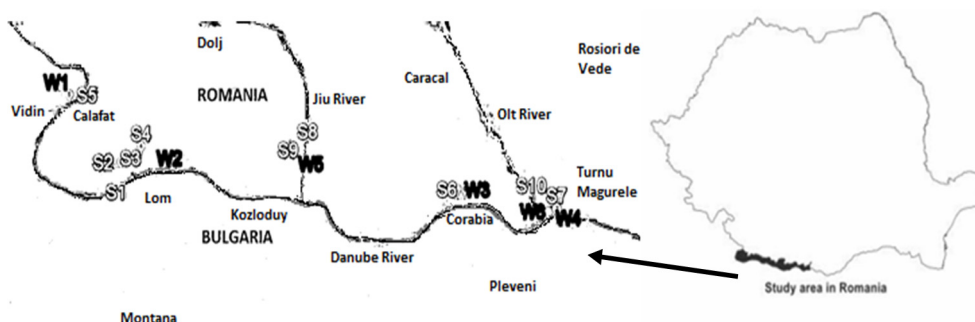 Dolj
Rosiori de
Vede
Caracal
W1
S5
ROMANIA
Jiu River
Vidin
Calafat
Olt River
S4
S8
S2
S3
W2
S9
W5
S1
Lom
S6
W3
S10
S7
Turnu
Magurele
Kozloduy
Corabia
W6
W4
BULGARIA
Danube River
Pleveni
Study area in Romania
Montana